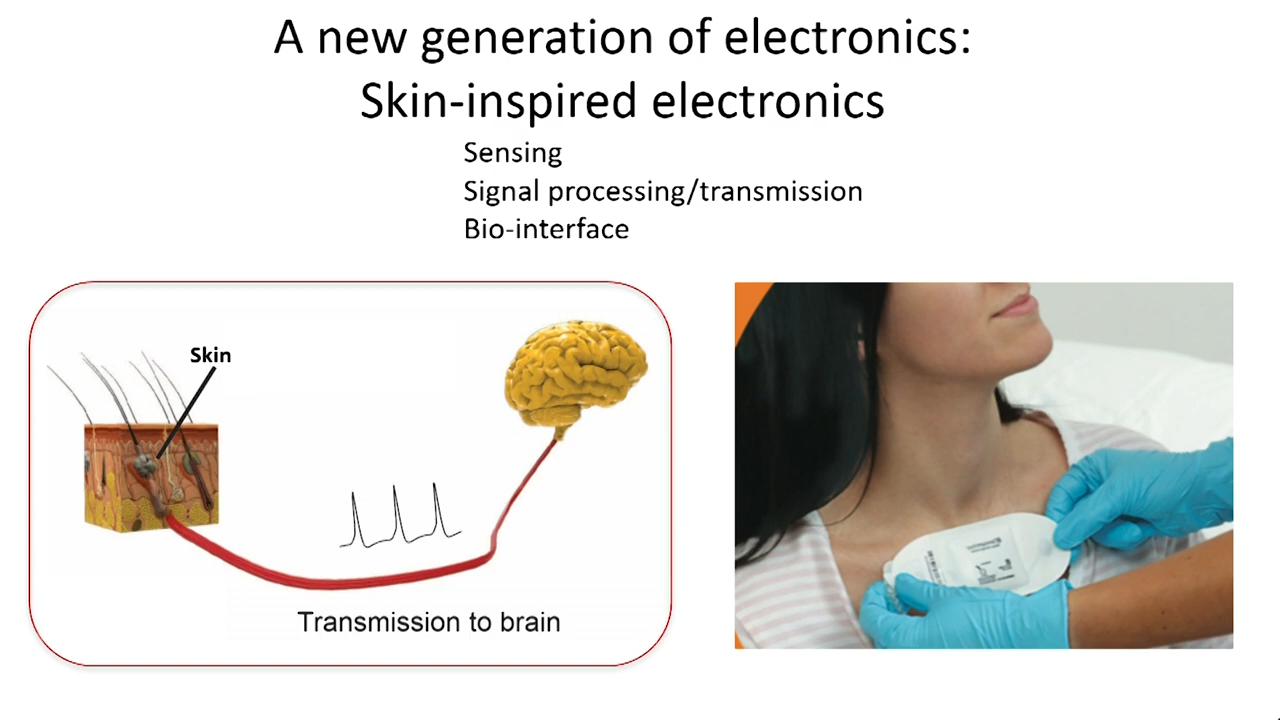 A new generation of electronics:
Skin-inspired electronics
Sensing
Signal processing/transmission
Bio-interface
Skin
Transmission to brain